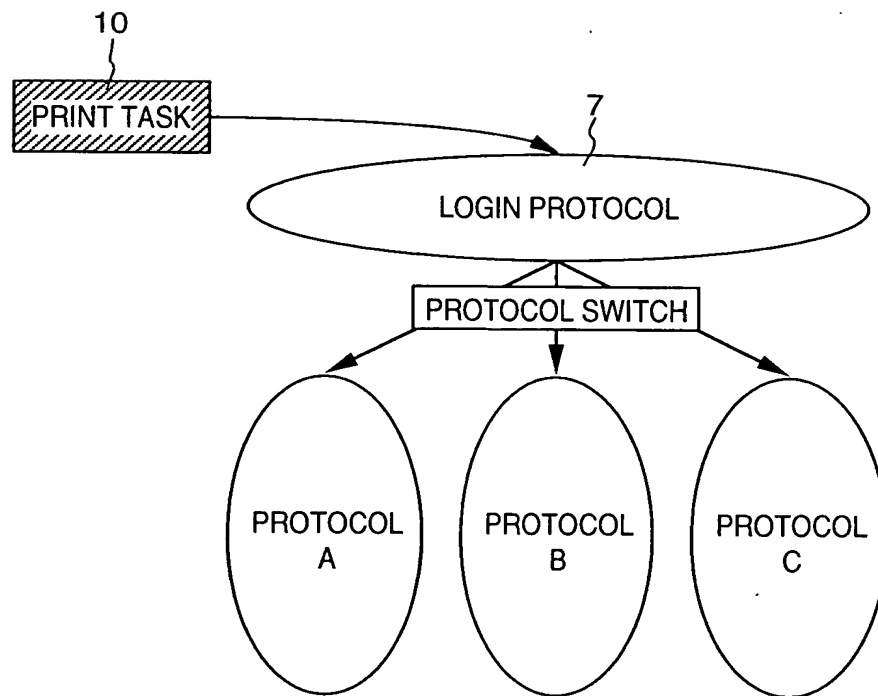 10
PRINT TASK
7
LOGIN PROTOCOL
PROTOCOL SWITCH
PROTOCOL
A
PROTOCOL
B
PROTOCOL
C